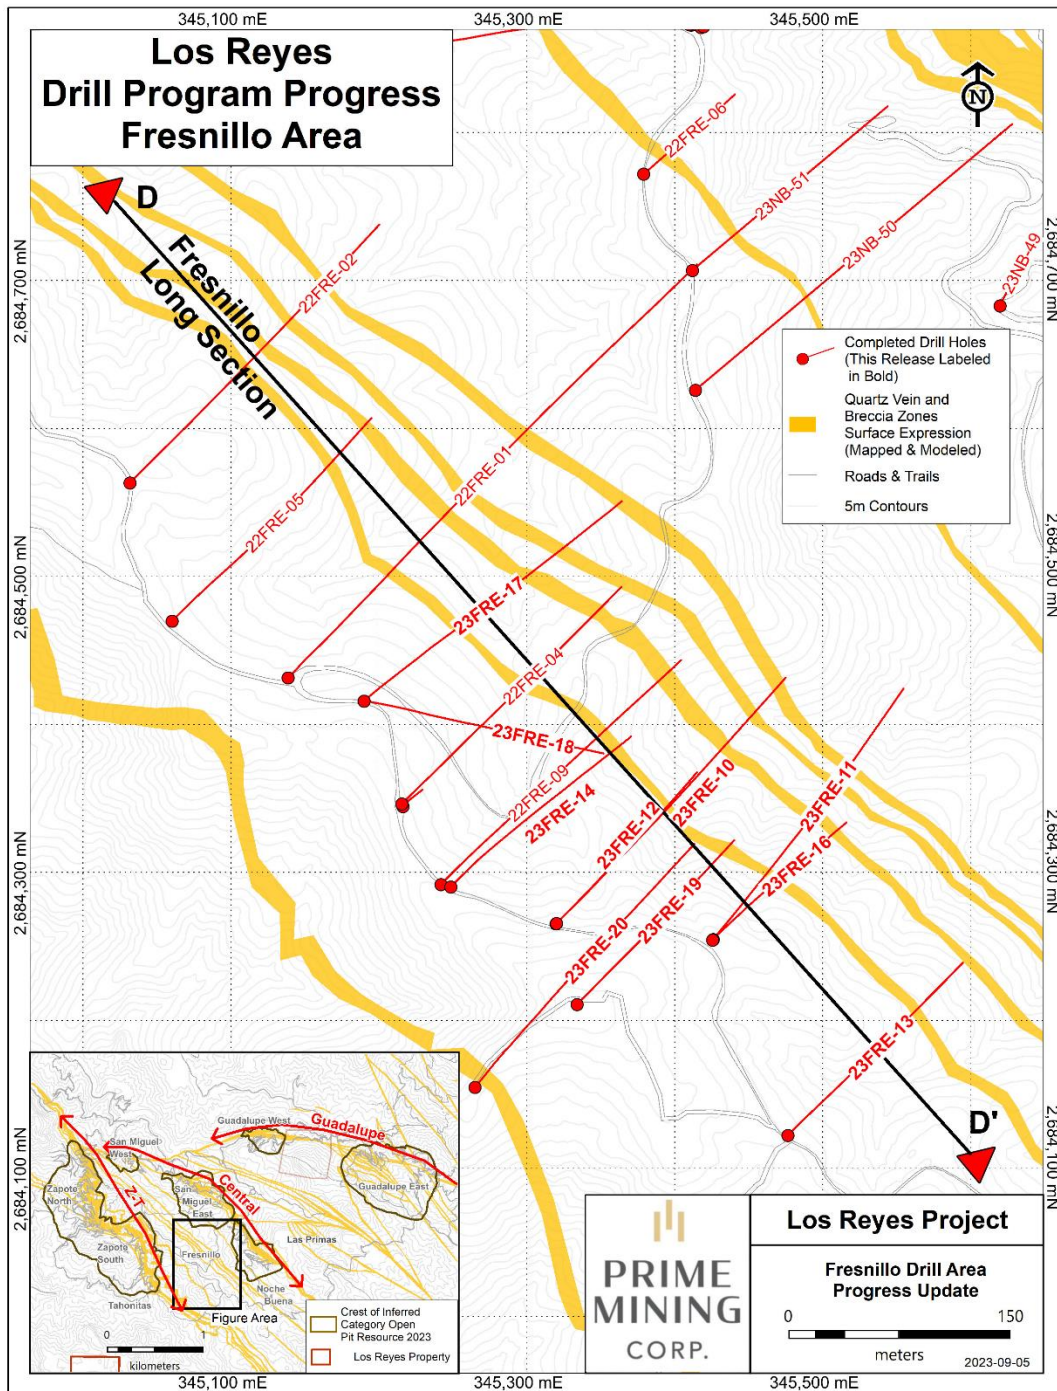 345,100 mE
345,300 mE
345,500 mE
Los Reyes
Drill Program Progress
Fresnillo Area
N
D
Fresnillo
Long Section
22FRE-06
23NB-51
23NB-50
23NB-49
22FRE-02
2,684,700 mN
2,684,700 mN
Completed Drill Holes
(This Release Labeled
in Bold)
Quartz Vein and
Breccia Zones
Surface Expression
(Mapped & Modeled)
Roads & Trails
5m Contours
22FRE-01
22FRE-05
2,684,500 mN
2,684,500 mN
23FRE-17
22FRE-04
23FRE-18
22FRE-09
23FRE-14
23FRE-12
23FRE-10
23FRE-11
23FRE-16
2,684,300 mN
2,684,300 mN
23FRE-20
23FRE-19
23FRE-13
D'
2,684,100 mN
2,684,100 mN
Guadalupe West
Guadalupe
San Miguel
West
Zapote
North
Z-T
Central
San
Miguel
East
Guadalupe East
Las Primas
Zapote
South
Fresnillo
Noche
Buena
Tahonitas
Figure Area
0 1
kilometers
Crest of Inferred
Category Open
Pit Resource 2023
Los Reyes Property
PRIME
MINING
CORP.
Los Reyes Project
Fresnillo Drill Area
Progress Update
0 150
meters
2023-09-05
345,100 mE
345,300 mE
345,500 mE